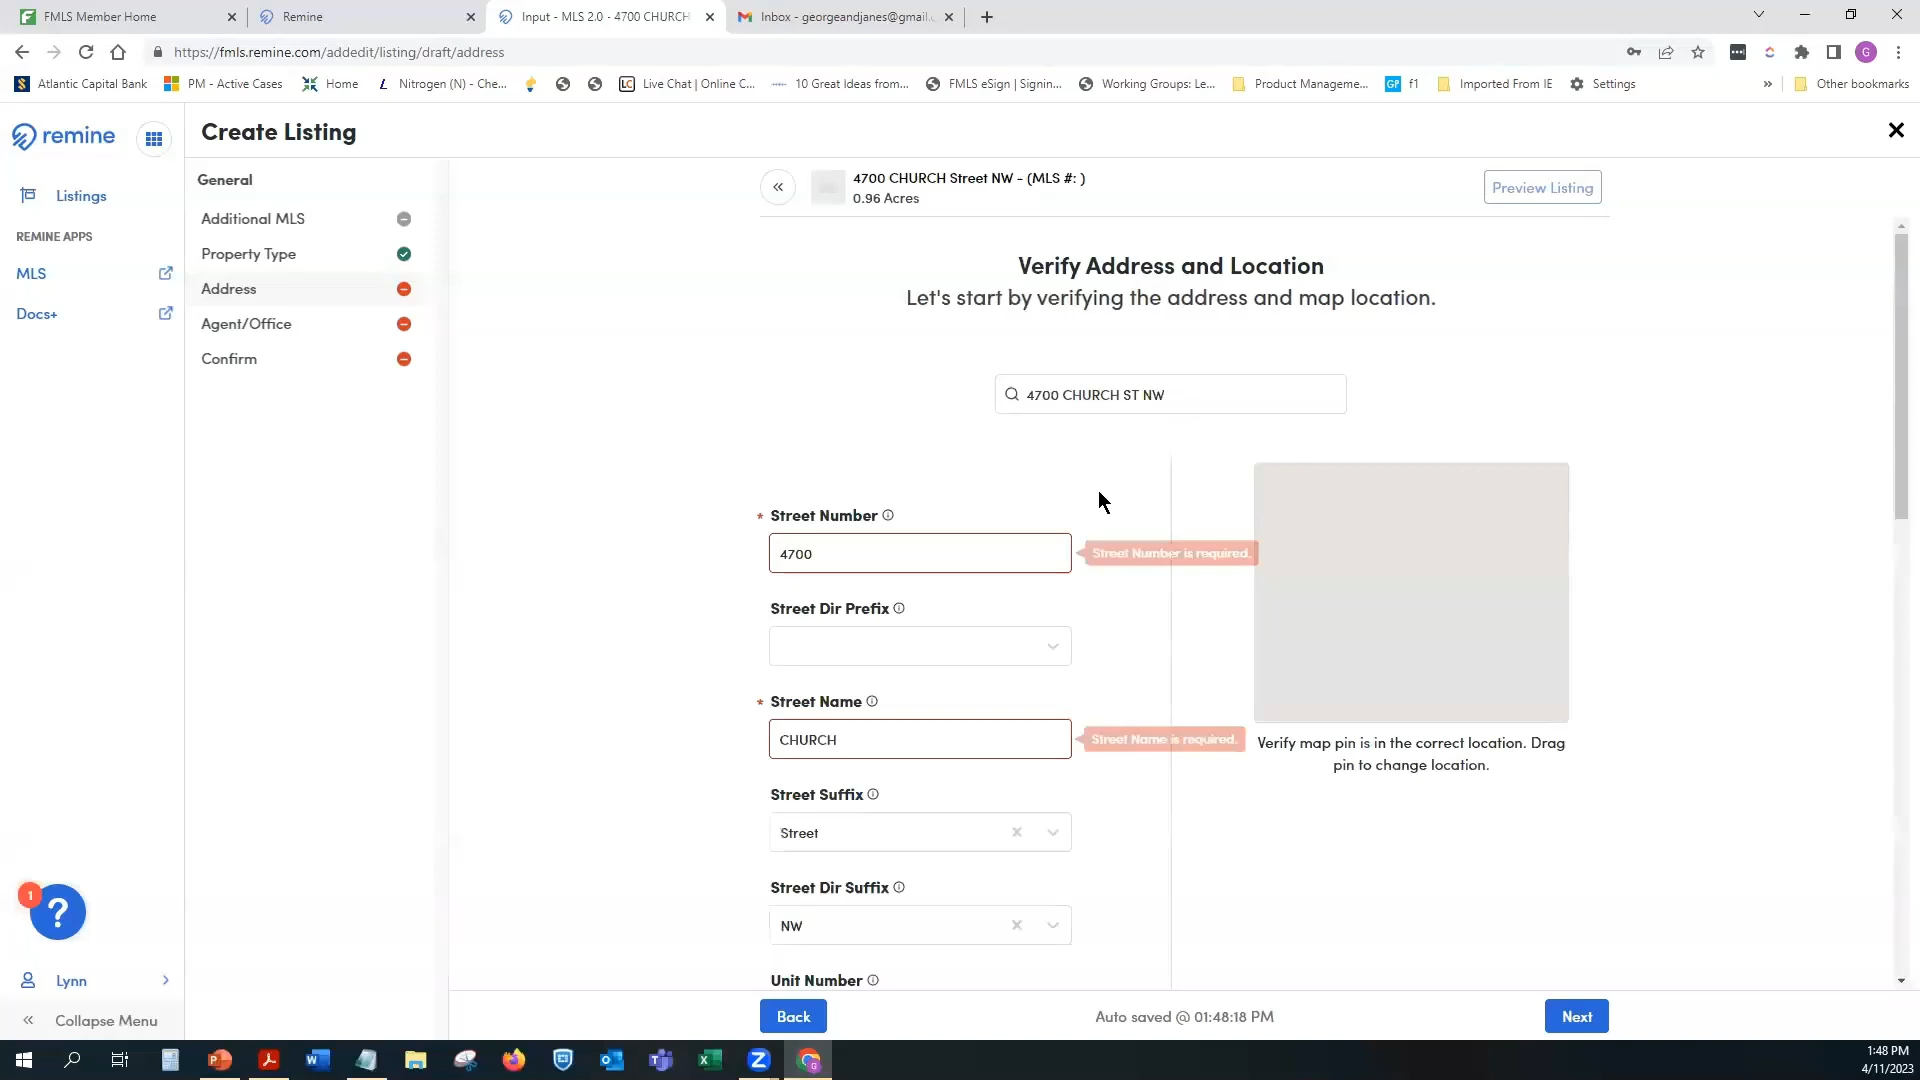 FMLS Member Home
Remine
Input - MLS 2.0 - 4700 CHURCH
Inbox - georgeandjanes@gmail.
https://fmls.remine.com/addedit/listing/draft/address
G
Atlantic Capital Bank
PM - Active Cases
Home
Nitrogen (N) - Che...
LC Live Chat | Online C...
10 Great Ideas from...
FMLS eSign | Signin...
Working Groups: Le...
Product Manageme...
GP f1
Imported From IE
Settings
»
Other bookmarks
remine
Create Listing
Listings
REMINE APPS
MLS
Docs+
General
Additional MLS
Property Type
Address
Agent/Office
Confirm
4700 CHURCH Street NW - (MLS #: )
0.96 Acres
Preview Listing
Verify Address and Location
Let's start by verifying the address and map location.
4700 CHURCH ST NW
* Street Number
4700
Street Number is required.
Street Dir Prefix
* Street Name
CHURCH
Street Name is required.
Verify map pin is in the correct location. Drag
pin to change location.
Street Suffix
Street
Street Dir Suffix
NW
Unit Number
1
?
Lynn
Collapse Menu
Back
Auto saved @ 01:48:18 PM
Next
1:48 PM
4/11/2023